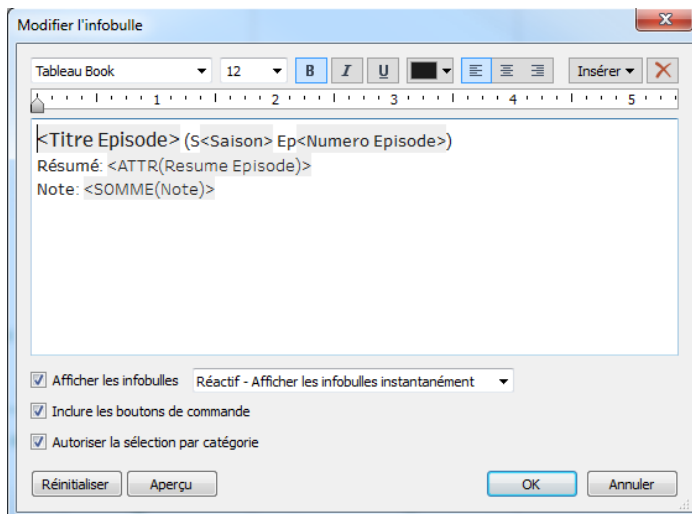 Modifier l'infobulle
Tableau Book 12 B I U Insérer
1 2 3 4 5
<Titre Episode> (S<Saison> Ep<Numero Episode>)
Résumé: <ATTR(Resume Episode)>
Note: <SOMME(Note)>
Afficher les infobulles Réactif - Afficher les infobulles instantanément
Inclure les boutons de commande
Autoriser la sélection par catégorie
Réinitialiser Aperçu OK Annuler